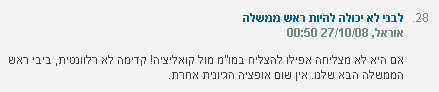 28. לבני לא יכולה להיות ראש ממשלה
אוראל, 27/10/08 00:50
אם היא לא מצליחה אפילו להצליח במו"מ מול קואליציה! קדימה לא רלוונטית, ביבי ראש
הממשלה הבא שלנו. אין שום אופציה הגיונית אחרת.